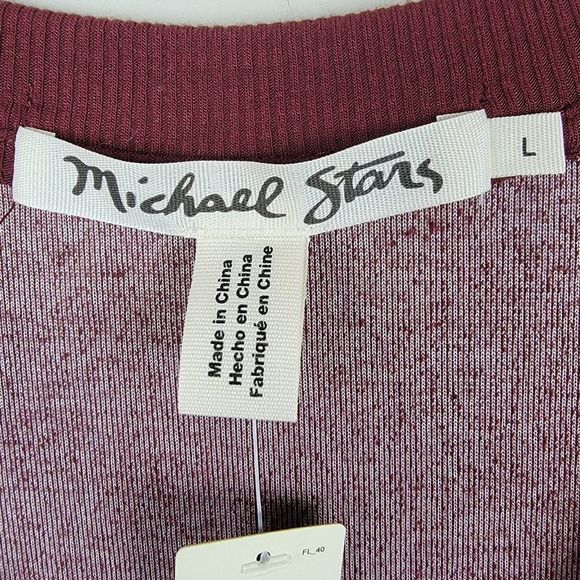 Michael Stars
L
Made in China
Hecho en China
Fabriqué en Chine
FL_40